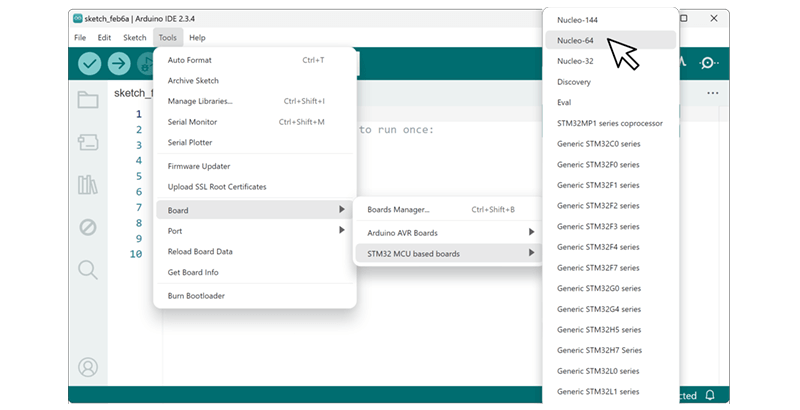 sketch_feb6a | Arduino IDE 2.3.4
File Edit Sketch Tools Help
sketch_f
1
2
3
4
5
6
7
8
9
10
to run once:
Auto Format Ctrl+T
Archive Sketch
Manage Libraries... Ctrl+Shift+I
Serial Monitor Ctrl+Shift+M
Serial Plotter
Firmware Updater
Upload SSL Root Certificates
Board
Port
Reload Board Data
Get Board Info
Burn Bootloader
Boards Manager... Ctrl+Shift+B
Arduino AVR Boards
STM32 MCU based boards
Nucleo-144
Nucleo-64
Nucleo-32
Discovery
Eval
STM32MP1 series coprocessor
Generic STM32C0 series
Generic STM32F0 series
Generic STM32F1 series
Generic STM32F2 series
Generic STM32F3 series
Generic STM32F4 series
Generic STM32F7 series
Generic STM32G0 series
Generic STM32G4 series
Generic STM32H5 series
Generic STM32H7 Series
Generic STM32L0 series
Generic STM32L1 series
cted